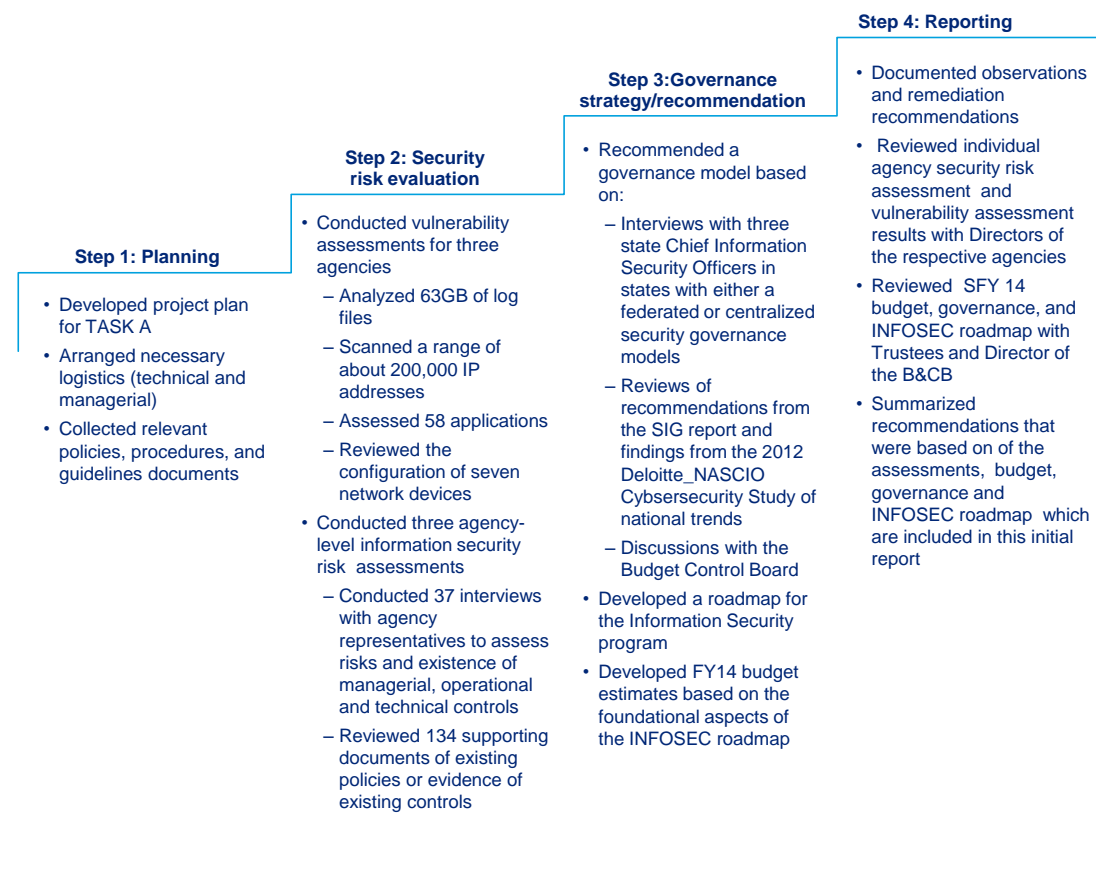 Step 1: Planning
• Developed project plan
for TASK A
• Arranged necessary
logistics (technical and
managerial)
• Collected relevant
policies, procedures, and
guidelines documents
Step 2: Security
risk evaluation
• Conducted vulnerability
assessments for three
agencies
– Analyzed 63GB of log
files
– Scanned a range of
about 200,000 IP
addresses
– Assessed 58 applications
– Reviewed the
configuration of seven
network devices
• Conducted three agency-
level information security
risk assessments
– Conducted 37 interviews
with agency
representatives to assess
risks and existence of
managerial, operational
and technical controls
– Reviewed 134 supporting
documents of existing
policies or evidence of
existing controls
Step 3:Governance
strategy/recommendation
• Recommended a
governance model based
on:
– Interviews with three
state Chief Information
Security Officers in
states with either a
federated or centralized
security governance
models
– Reviews of
recommendations from
the SIG report and
findings from the 2012
Deloitte_NASCIO
Cybsersecurity Study of
national trends
– Discussions with the
Budget Control Board
• Developed a roadmap for
the Information Security
program
• Developed FY14 budget
estimates based on the
foundational aspects of
the INFOSEC roadmap
Step 4: Reporting
• Documented observations
and remediation
recommendations
• Reviewed individual
agency security risk
assessment and
vulnerability assessment
results with Directors of
the respective agencies
• Reviewed SFY 14
budget, governance, and
INFOSEC roadmap with
Trustees and Director of
the B&CB
• Summarized
recommendations that
were based on of the
assessments, budget,
governance and
INFOSEC roadmap which
are included in this initial
report